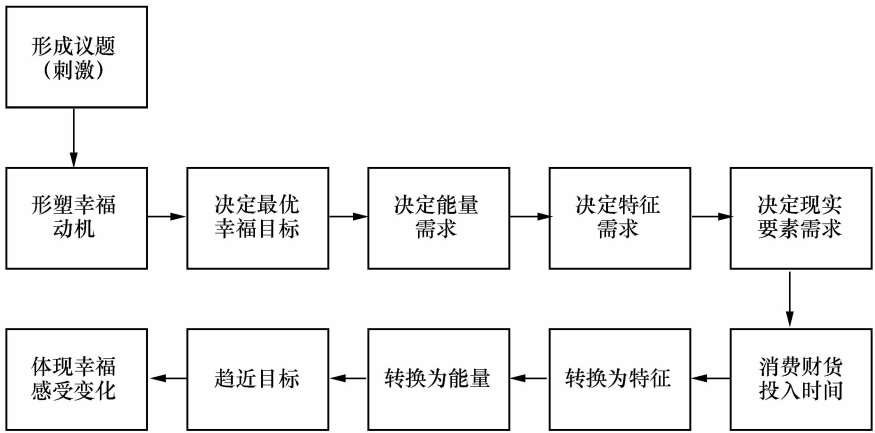 形成议题
（刺激）
形塑幸福
动机
决定最优
幸福目标
决定能量
需求
决定特征
需求
决定现实
要素需求
消费财货
投入时间
转换为特征
转换为能量
趋近目标
体现幸福
感受变化